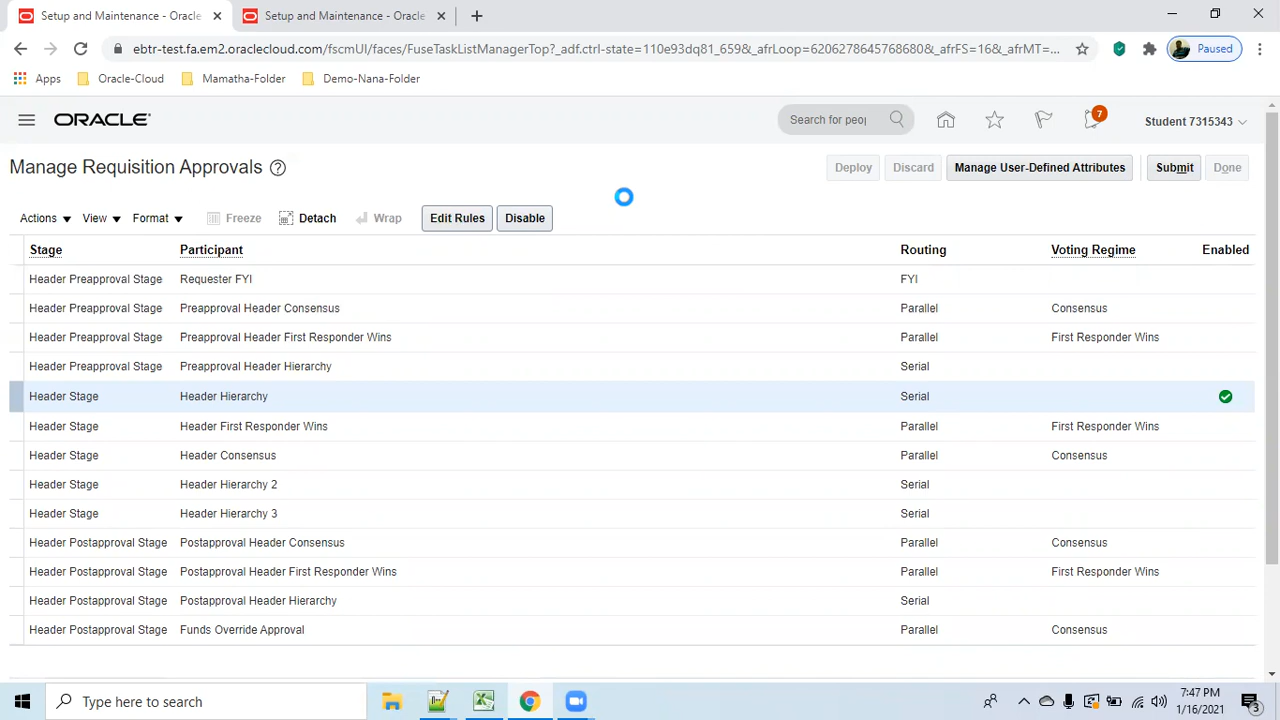 Setup and Maintenance - Oracle
Setup and Maintenance - Oracle
ebtr-test.fa.em2.oraclecloud.com/fscmUI/faces/FuseTaskListManagerTop?_adf.ctrl-state=110e93dq81_659&_afrLoop=6206278645768680&_afrFS=16&_afrMT=...
Paused
Apps
Oracle-Cloud
Mamatha-Folder
Demo-Nana-Folder
ORACLE
Search for peop
7
Student 7315343
Manage Requisition Approvals
Deploy
Discard
Manage User-Defined Attributes
Submit
Done
Actions
View
Format
Freeze
Detach
Wrap
Edit Rules
Disable
Stage Participant Routing Voting Regime Enabled
Header Preapproval Stage Requester FYI FYI
Header Preapproval Stage Preapproval Header Consensus Parallel Consensus
Header Preapproval Stage Preapproval Header First Responder Wins Parallel First Responder Wins
Header Preapproval Stage Preapproval Header Hierarchy Serial
Header Stage Header Hierarchy Serial
Header Stage Header First Responder Wins Parallel First Responder Wins
Header Stage Header Consensus Parallel Consensus
Header Stage Header Hierarchy 2 Serial
Header Stage Header Hierarchy 3 Serial
Header Postapproval Stage Postapproval Header Consensus Parallel Consensus
Header Postapproval Stage Postapproval Header First Responder Wins Parallel First Responder Wins
Header Postapproval Stage Postapproval Header Hierarchy Serial
Header Postapproval Stage Funds Override Approval Parallel Consensus
Type here to search
7:47 PM
1/16/2021
3